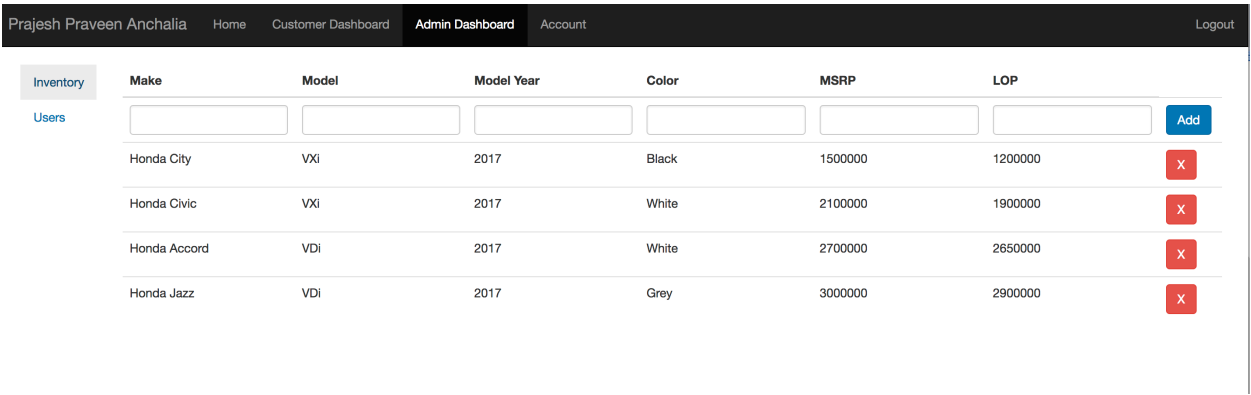 Prajesh Praveen Anchalia Home Customer Dashboard Admin Dashboard Account Logout
Inventory Make Model Model Year Color MSRP LOP
Users Add
Honda City VXi 2017 Black 1500000 1200000 X
Honda Civic VXi 2017 White 2100000 1900000 X
Honda Accord VDi 2017 White 2700000 2650000 X
Honda Jazz VDi 2017 Grey 3000000 2900000 X